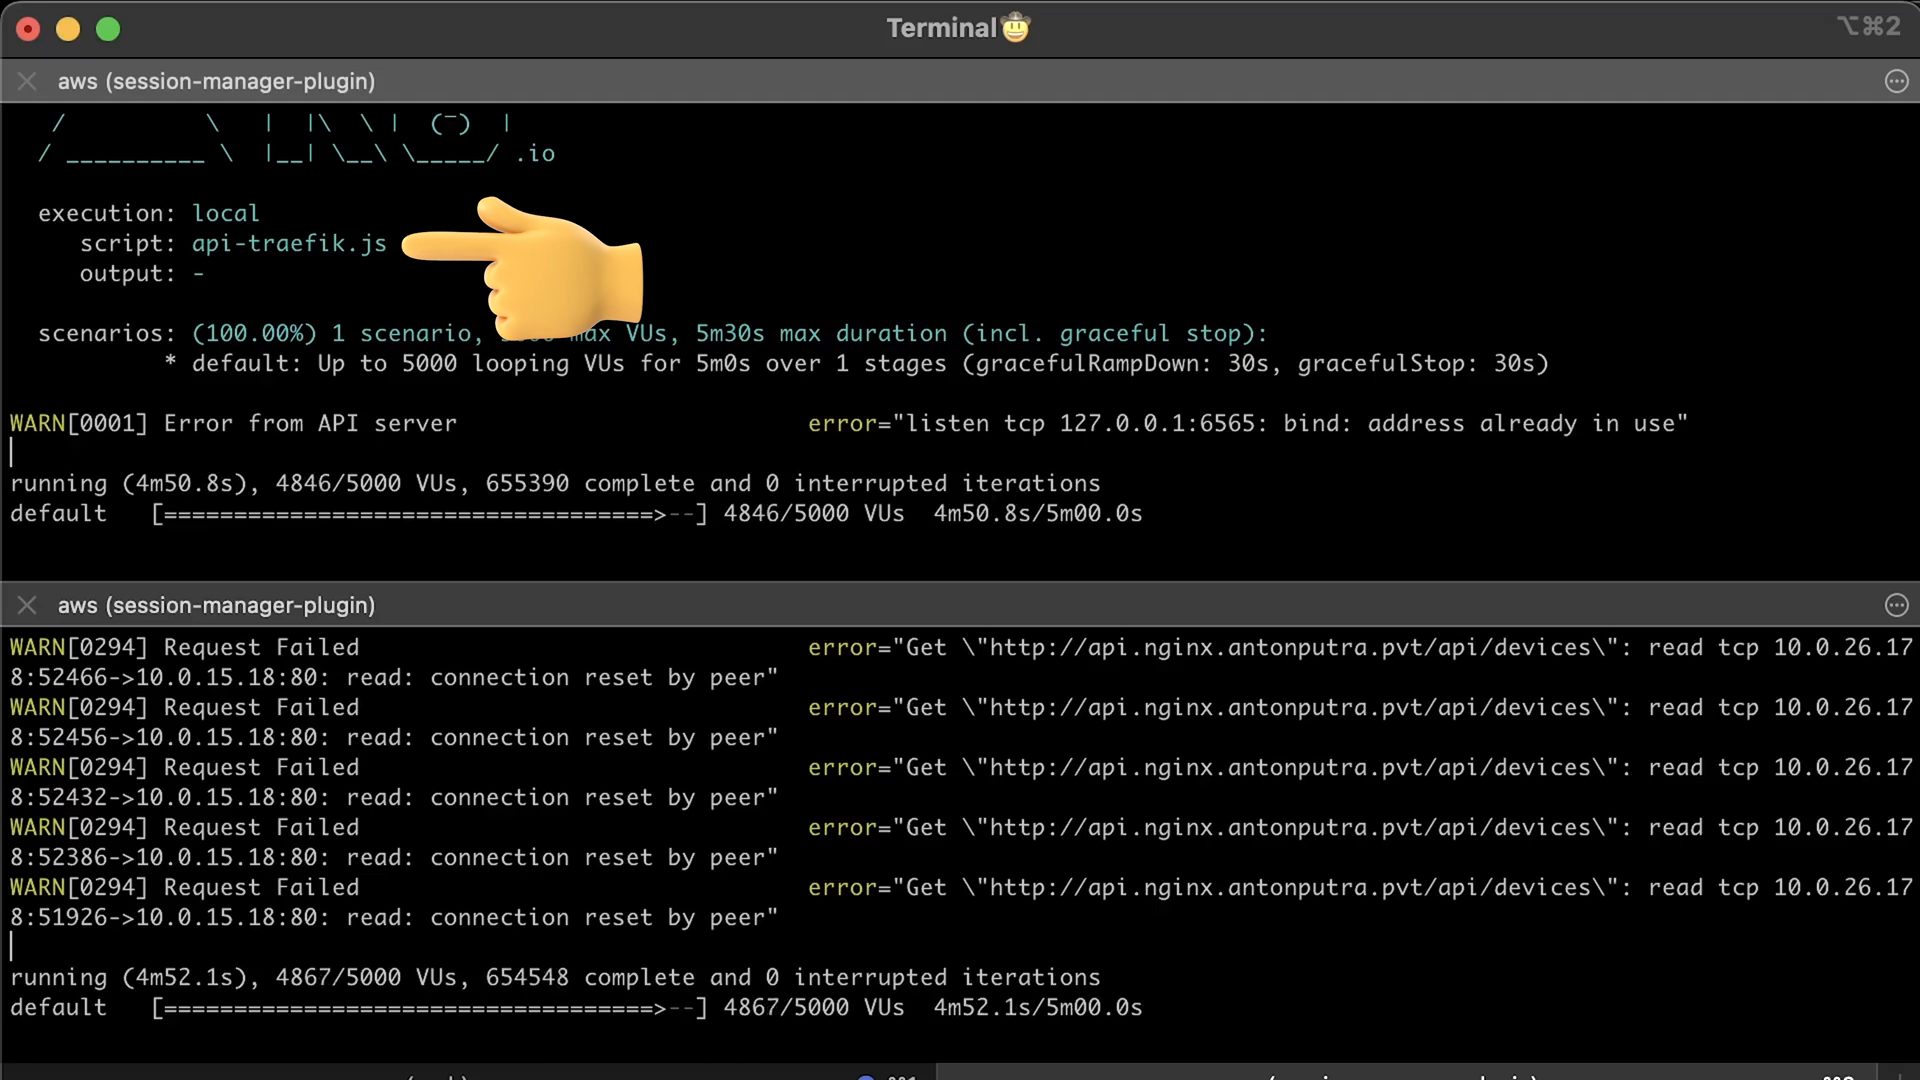 Terminal
⌥⌘2
aws (session-manager-plugin)
/          \   |  |\  \ |  (‾)  |
/ __________ \  |__| \__\ \_____/ .io
execution: local
script: api-traefik.js
output: -
scenarios: (100.00%) 1 scenario, max VUs, 5m30s max duration (incl. graceful stop):
* default: Up to 5000 looping VUs for 5m0s over 1 stages (gracefulRampDown: 30s, gracefulStop: 30s)
WARN[0001] Error from API server error="listen tcp 127.0.0.1:6565: bind: address already in use"
running (4m50.8s), 4846/5000 VUs, 655390 complete and 0 interrupted iterations
default [===================================>--] 4846/5000 VUs 4m50.8s/5m00.0s
aws (session-manager-plugin)
WARN[0294] Request Failed error="Get \"http://api.nginx.antonputra.pvt/api/devices\": read tcp 10.0.26.17
8:52466->10.0.15.18:80: read: connection reset by peer"
WARN[0294] Request Failed error="Get \"http://api.nginx.antonputra.pvt/api/devices\": read tcp 10.0.26.17
8:52456->10.0.15.18:80: read: connection reset by peer"
WARN[0294] Request Failed error="Get \"http://api.nginx.antonputra.pvt/api/devices\": read tcp 10.0.26.17
8:52432->10.0.15.18:80: read: connection reset by peer"
WARN[0294] Request Failed error="Get \"http://api.nginx.antonputra.pvt/api/devices\": read tcp 10.0.26.17
8:52386->10.0.15.18:80: read: connection reset by peer"
WARN[0294] Request Failed error="Get \"http://api.nginx.antonputra.pvt/api/devices\": read tcp 10.0.26.17
8:51926->10.0.15.18:80: read: connection reset by peer"
running (4m52.1s), 4867/5000 VUs, 654548 complete and 0 interrupted iterations
default [===================================>--] 4867/5000 VUs 4m52.1s/5m00.0s